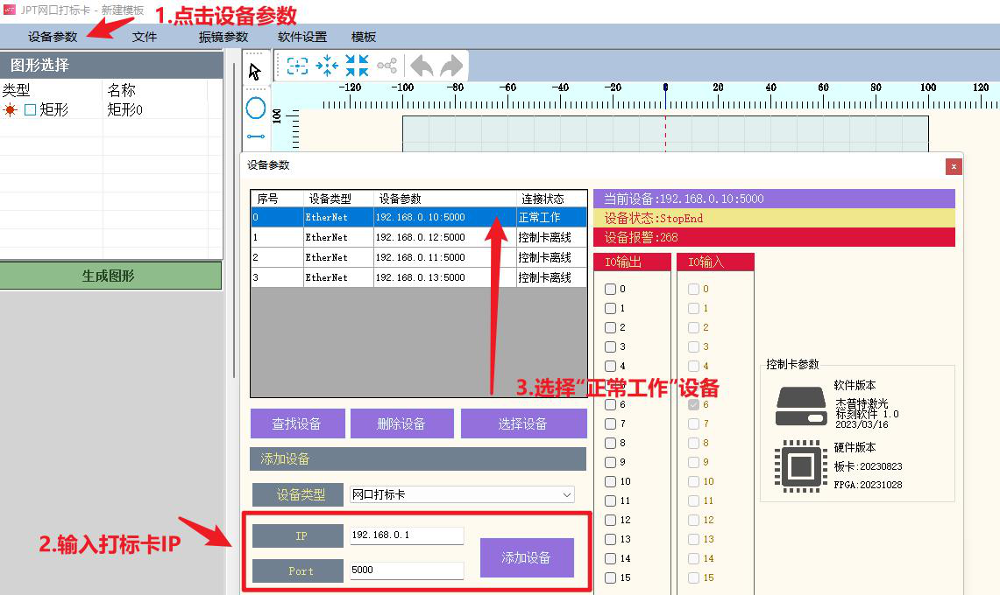 JPT网口打标卡 - 新建模板
1.点击设备参数
设备参数 文件 振镜参数 软件设置 模板
图形选择
类型 名称
矩形 矩形0
生成图形
-120 -100 -80 -60 -40 -20 0 20 40 60 80 100 120
100
设备参数
x
序号 设备类型 设备参数 连接状态
0 EtherNet 192.168.0.10:5000 正常工作
1 EtherNet 192.168.0.12:5000 控制卡离线
2 EtherNet 192.168.0.11:5000 控制卡离线
3 EtherNet 192.168.0.13:5000 控制卡离线
3.选择“正常工作”设备
查找设备 删除设备 选择设备
添加设备
设备类型 网口打标卡
2.输入打标卡IP
IP 192.168.0.1
添加设备
Port 5000
当前设备:192.168.0.10:5000
设备状态:StopEnd
设备报警:268
IO输出 IO输入
0 0
1 1
2 2
3 3
4 4
6 6
7 7
8 8
9 9
10 10
11 11
12 12
13 13
14 14
15 15
控制卡参数
软件版本
杰普特激光
标刻软件 1.0
2023/03/16
硬件版本
板卡:20230823
FPGA:20231028